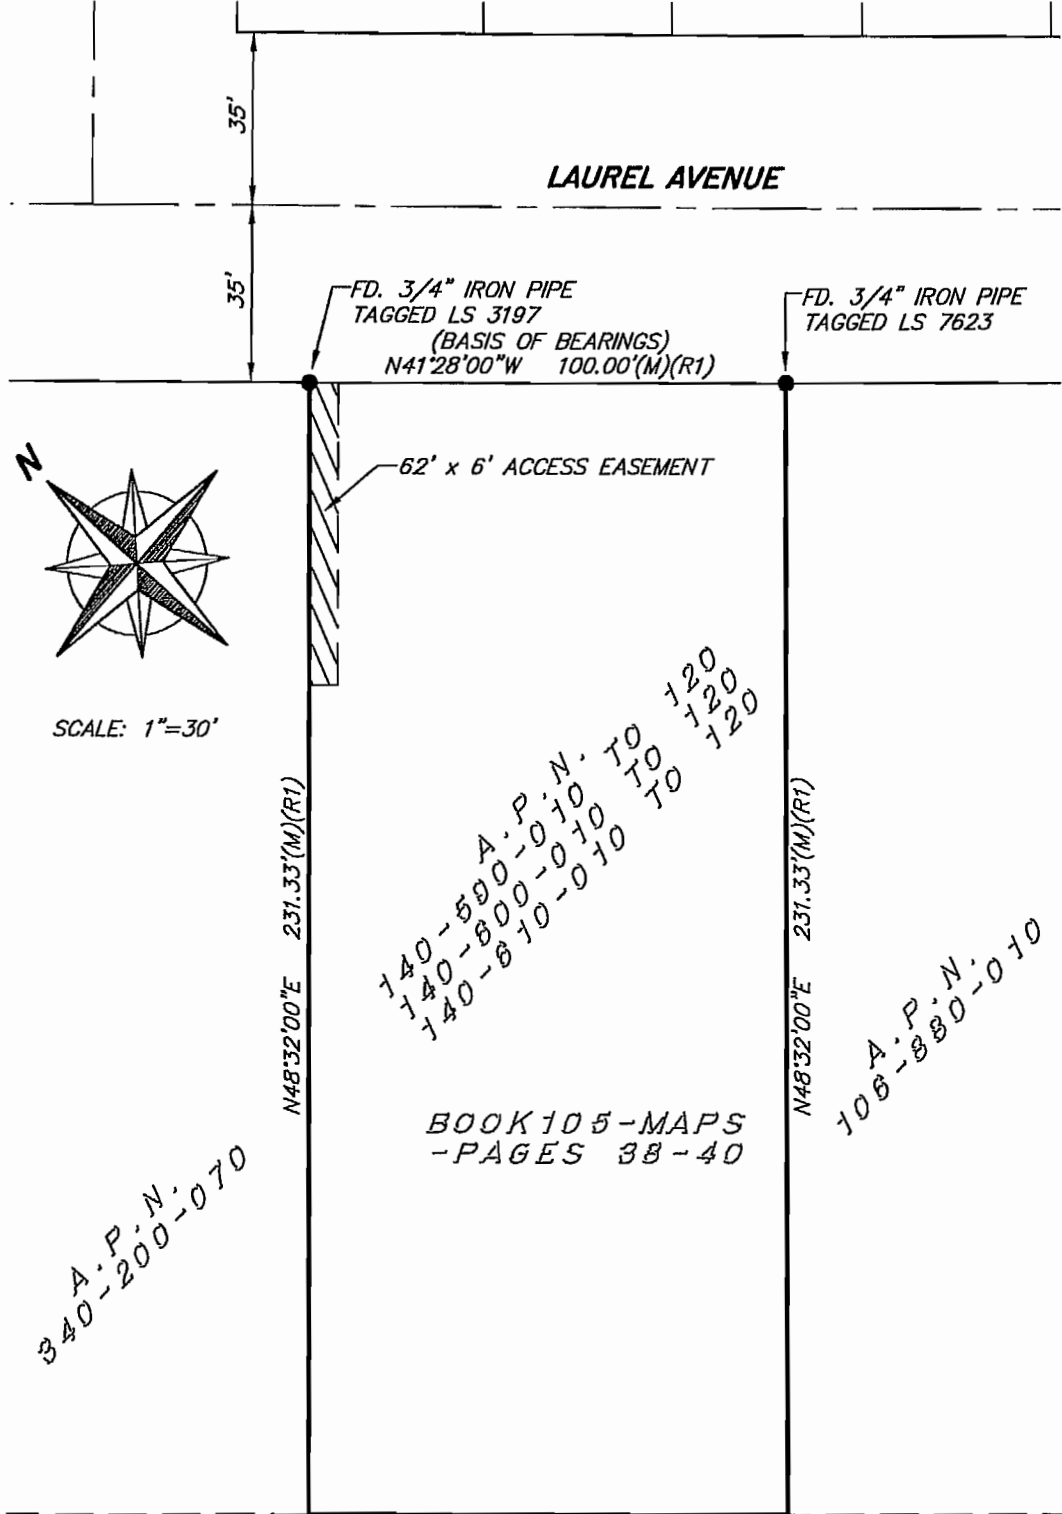 35'
LAUREL AVENUE
35'
FD. 3/4" IRON PIPE
TAGGED LS 3197
(BASIS OF BEARINGS)
N41°28'00"W 100.00'(M)(R1)
FD. 3/4" IRON PIPE
TAGGED LS 7623
N
62' x 6' ACCESS EASEMENT
SCALE: 1"=30'
N48°32'00"E 231.33'(M)(R1)
A.P.N.
140-590-010 TO 120
140-600-010 TO 120
140-610-010 TO 120
N48°32'00"E 231.33'(M)(R1)
A.P.N.
106-880-010
BOOK 105-MAPS
-PAGES 38-40
A.P.N.
340-200-070